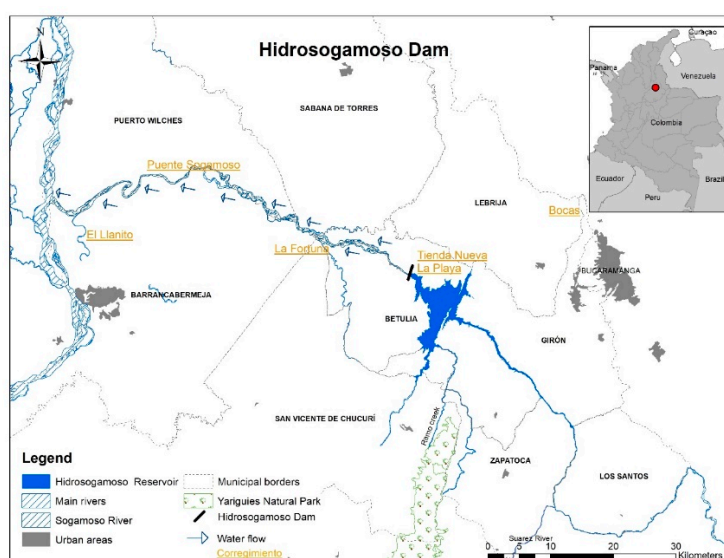 Hidrosogamoso Dam
N
Panama
Curaçao
Venezuela
Colombia
Ecuador
Peru
Brazil
SABANA DE TORRES
PUERTO WILCHES
Puente Sogamoso
LEBRIJA
Bocas
El Llanito
La Fortuna
Tienda Nueva
La Playa
BUCARAMANGA
BARRANCABERMEJA
BETULIA
GIRÓN
SAN VICENTE DE CHUCURÍ
Ramo creek
ZAPATOCA
LOS SANTOS
Suarez River
Legend
Hidrosogamoso Reservoir
Main rivers
Sogamoso River
Urban areas
Municipal borders
Yariguies Natural Park
Hidrosogamoso Dam
Water flow
Corregimiento
0 5 10 20 30
Kilometers